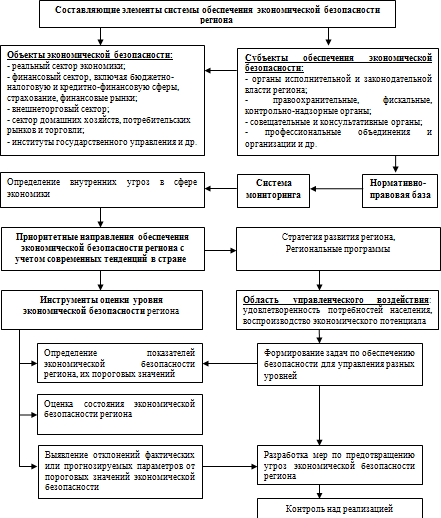 Составляющие элементы системы обеспечения экономической безопасности
региона
Объекты экономической безопасности:
- реальный сектор экономики;
- финансовый сектор, включая бюджетно-
налоговую и кредитно-финансовую сферы,
страхование, финансовые рынки;
- внешнеторговый сектор;
- сектор домашних хозяйств, потребительских
рынков и торговли;
- институты государственного управления и др.
Субъекты обеспечения экономической
безопасности:
- органы исполнительной и законодательной
власти региона;
- правоохранительные, фискальные,
контрольно-надзорные органы;
- совещательные и консультативные органы;
- профессиональные объединения и
организации и др.
Определение внутренних угроз в сфере
экономики
Система
мониторинга
Нормативно-
правовая база
Приоритетные направления обеспечения
экономической безопасности региона с
учетом современных тенденций в стране
Стратегия развития региона,
Региональные программы
Инструменты оценки уровня
экономической безопасности региона
Область управленческого воздействия:
удовлетворенность потребностей населения,
воспроизводство экономического потенциала
Определение показателей
экономической безопасности
региона, их пороговых значений
Формирование задач по обеспечению
безопасности для управления разных
уровней
Оценка состояния экономической
безопасности региона
Выявление отклонений фактических
или прогнозируемых параметров от
пороговых значений экономической
безопасности
Разработка мер по предотвращению
угроз экономической безопасности
региона
Контроль над реализацией